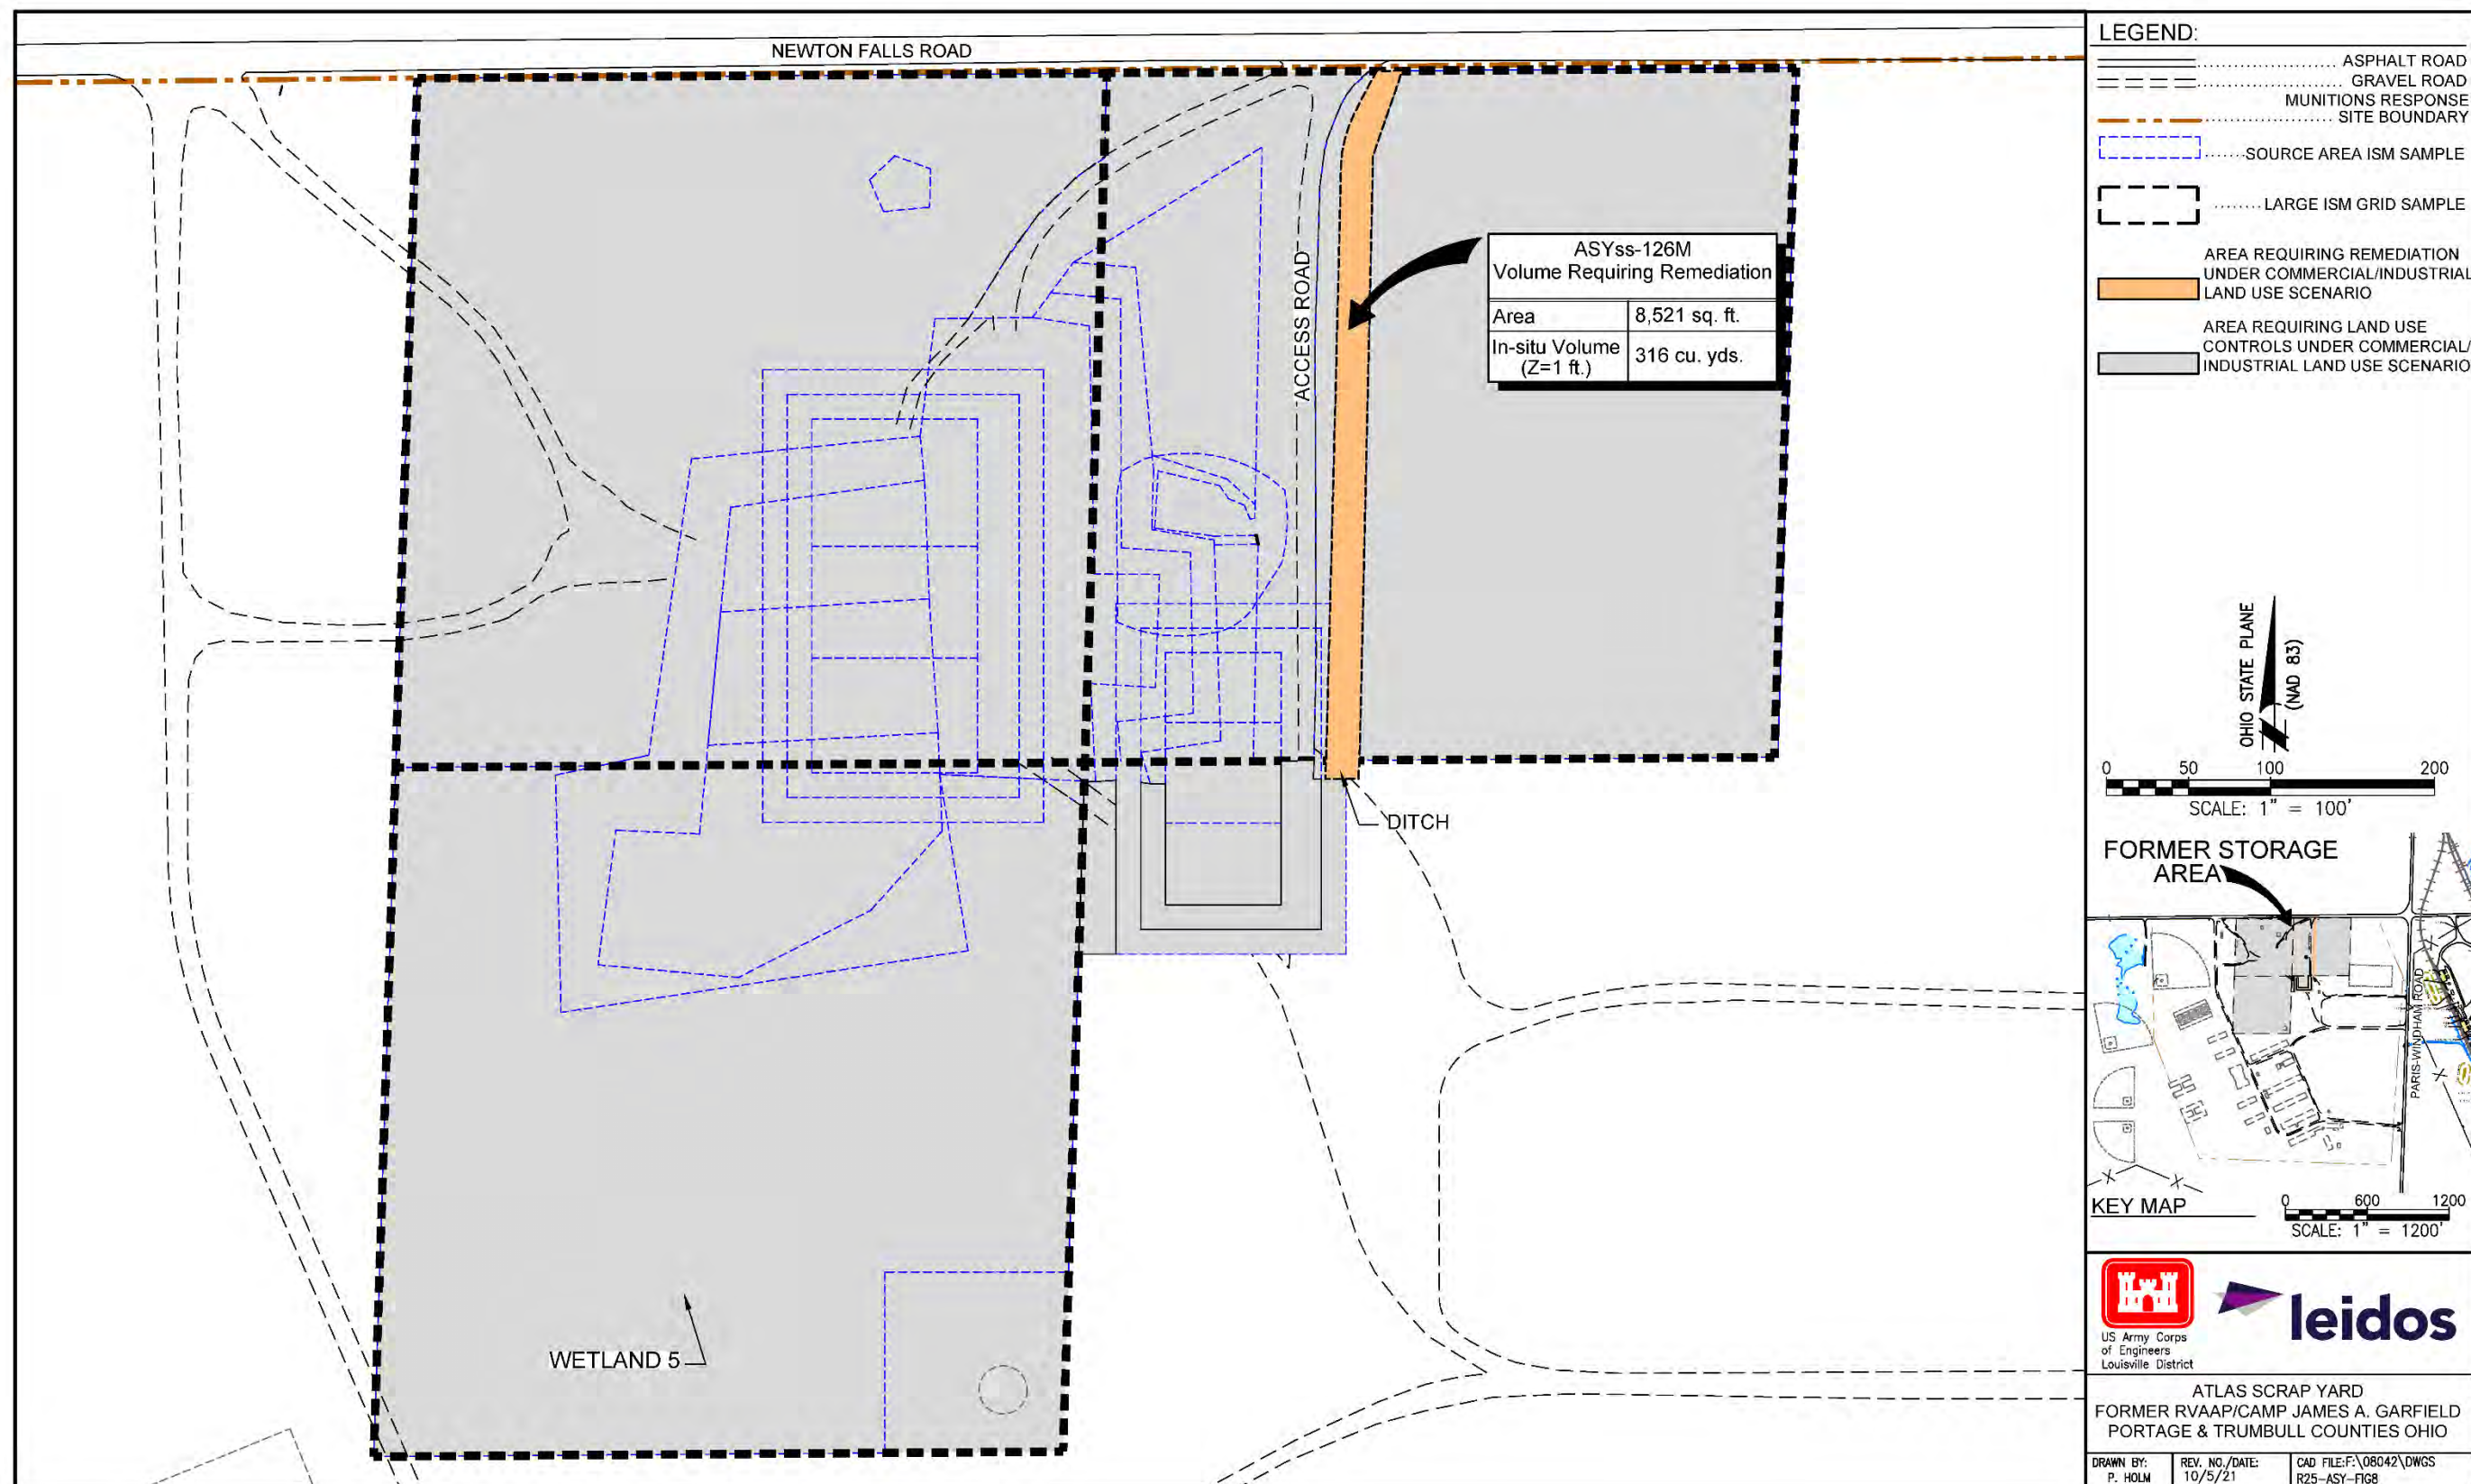 NEWTON FALLS ROAD
ACCESS ROAD
ASYss-126M
Volume Requiring Remediation
Area 8,521 sq. ft.
In-situ Volume
(Z=1 ft.) 316 cu. yds.
DITCH
WETLAND 5
LEGEND:
ASPHALT ROAD
GRAVEL ROAD
MUNITIONS RESPONSE
SITE BOUNDARY
SOURCE AREA ISM SAMPLE
LARGE ISM GRID SAMPLE
AREA REQUIRING REMEDIATION
UNDER COMMERCIAL/INDUSTRIAL
LAND USE SCENARIO
AREA REQUIRING LAND USE
CONTROLS UNDER COMMERCIAL/
INDUSTRIAL LAND USE SCENARIO
OHIO STATE PLANE
(NAD 83)
0 50 100 200
SCALE: 1" = 100'
FORMER STORAGE
AREA
PARIS-WINDHAM ROAD
KEY MAP
0 600 1200
SCALE: 1" = 1200'
US Army Corps
of Engineers
Louisville District
leidos
ATLAS SCRAP YARD
FORMER RVAAP/CAMP JAMES A. GARFIELD
PORTAGE & TRUMBULL COUNTIES OHIO
DRAWN BY:
P. HOLM
REV. NO./DATE:
10/5/21
CAD FILE:F:\08042\DWGS
R25-ASY-FIG8